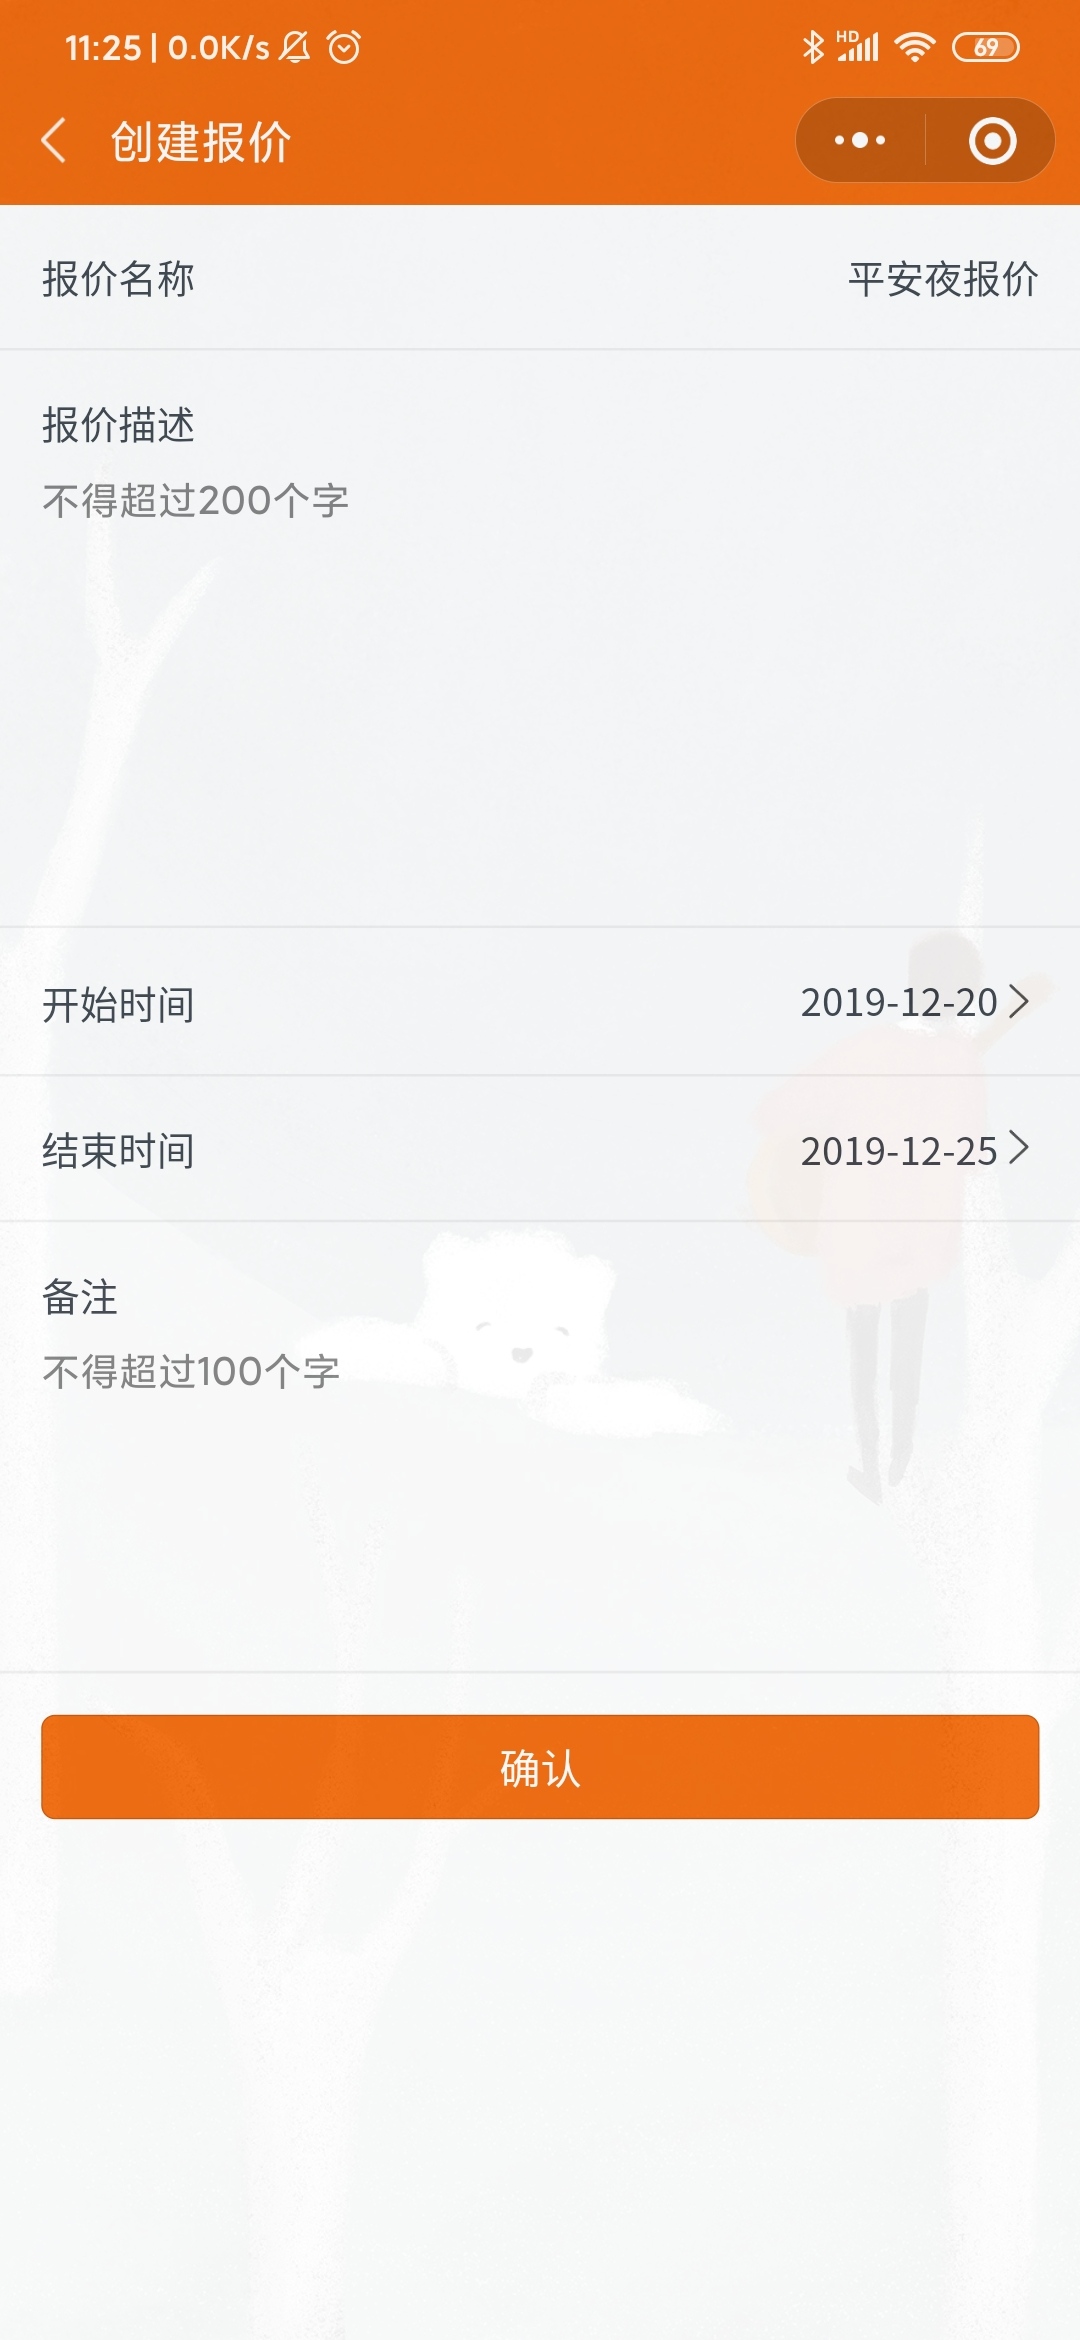 11:25 | 0.0K/s HD 69
创建报价
报价名称 平安夜报价
报价描述
不得超过200个字
开始时间 2019-12-20
结束时间 2019-12-25
备注
不得超过100个字
确认